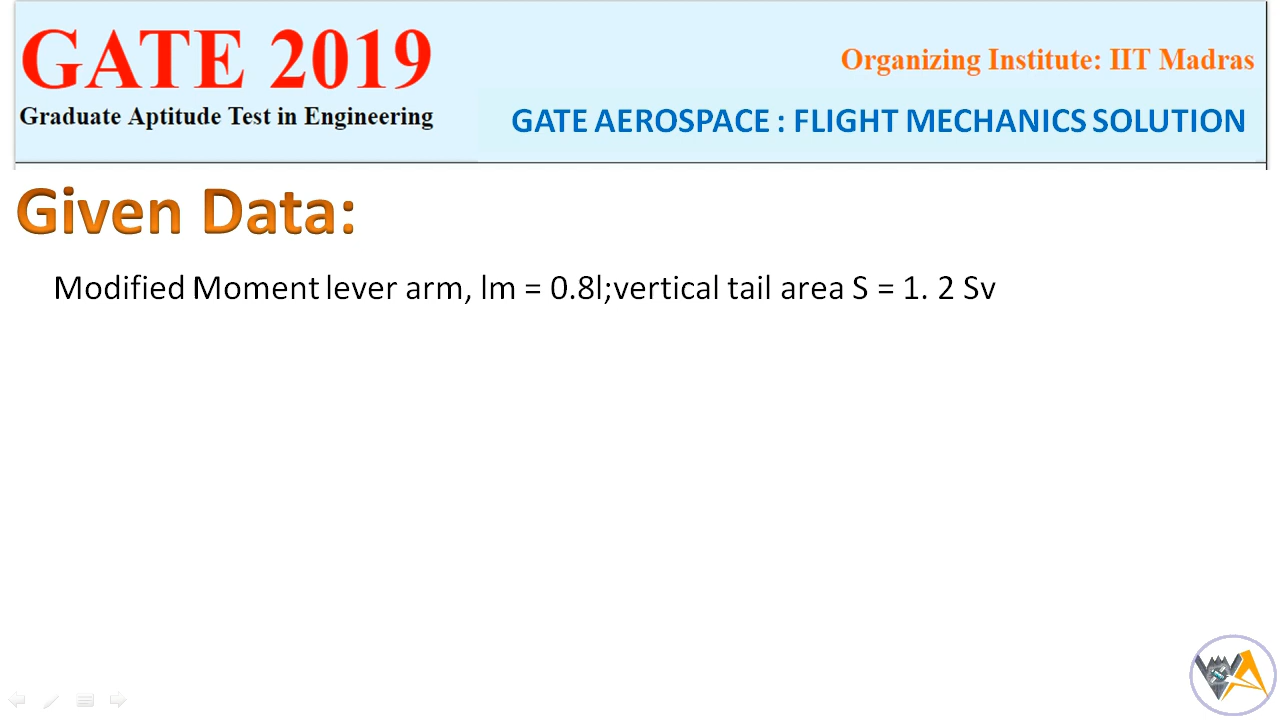 GATE 2019
Graduate Aptitude Test in Engineering
Organizing Institute: IIT Madras
GATE AEROSPACE : FLIGHT MECHANICS SOLUTION
Given Data:
Modified Moment lever arm, lm = 0.8l;vertical tail area S = 1. 2 Sv